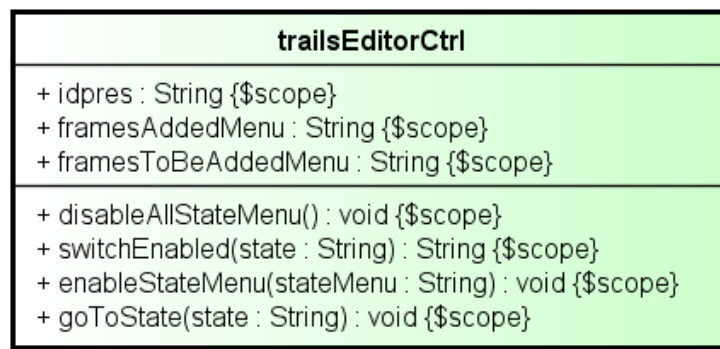 trailsEditorCtrl
+ idpres : String {$scope}
+ framesAddedMenu : String {$scope}
+ framesToBeAddedMenu : String {$scope}
+ disableAllStateMenu() : void {$scope}
+ switchEnabled(state : String) : String {$scope}
+ enableStateMenu(stateMenu : String) : void {$scope}
+ goToState(state : String) : void {$scope}